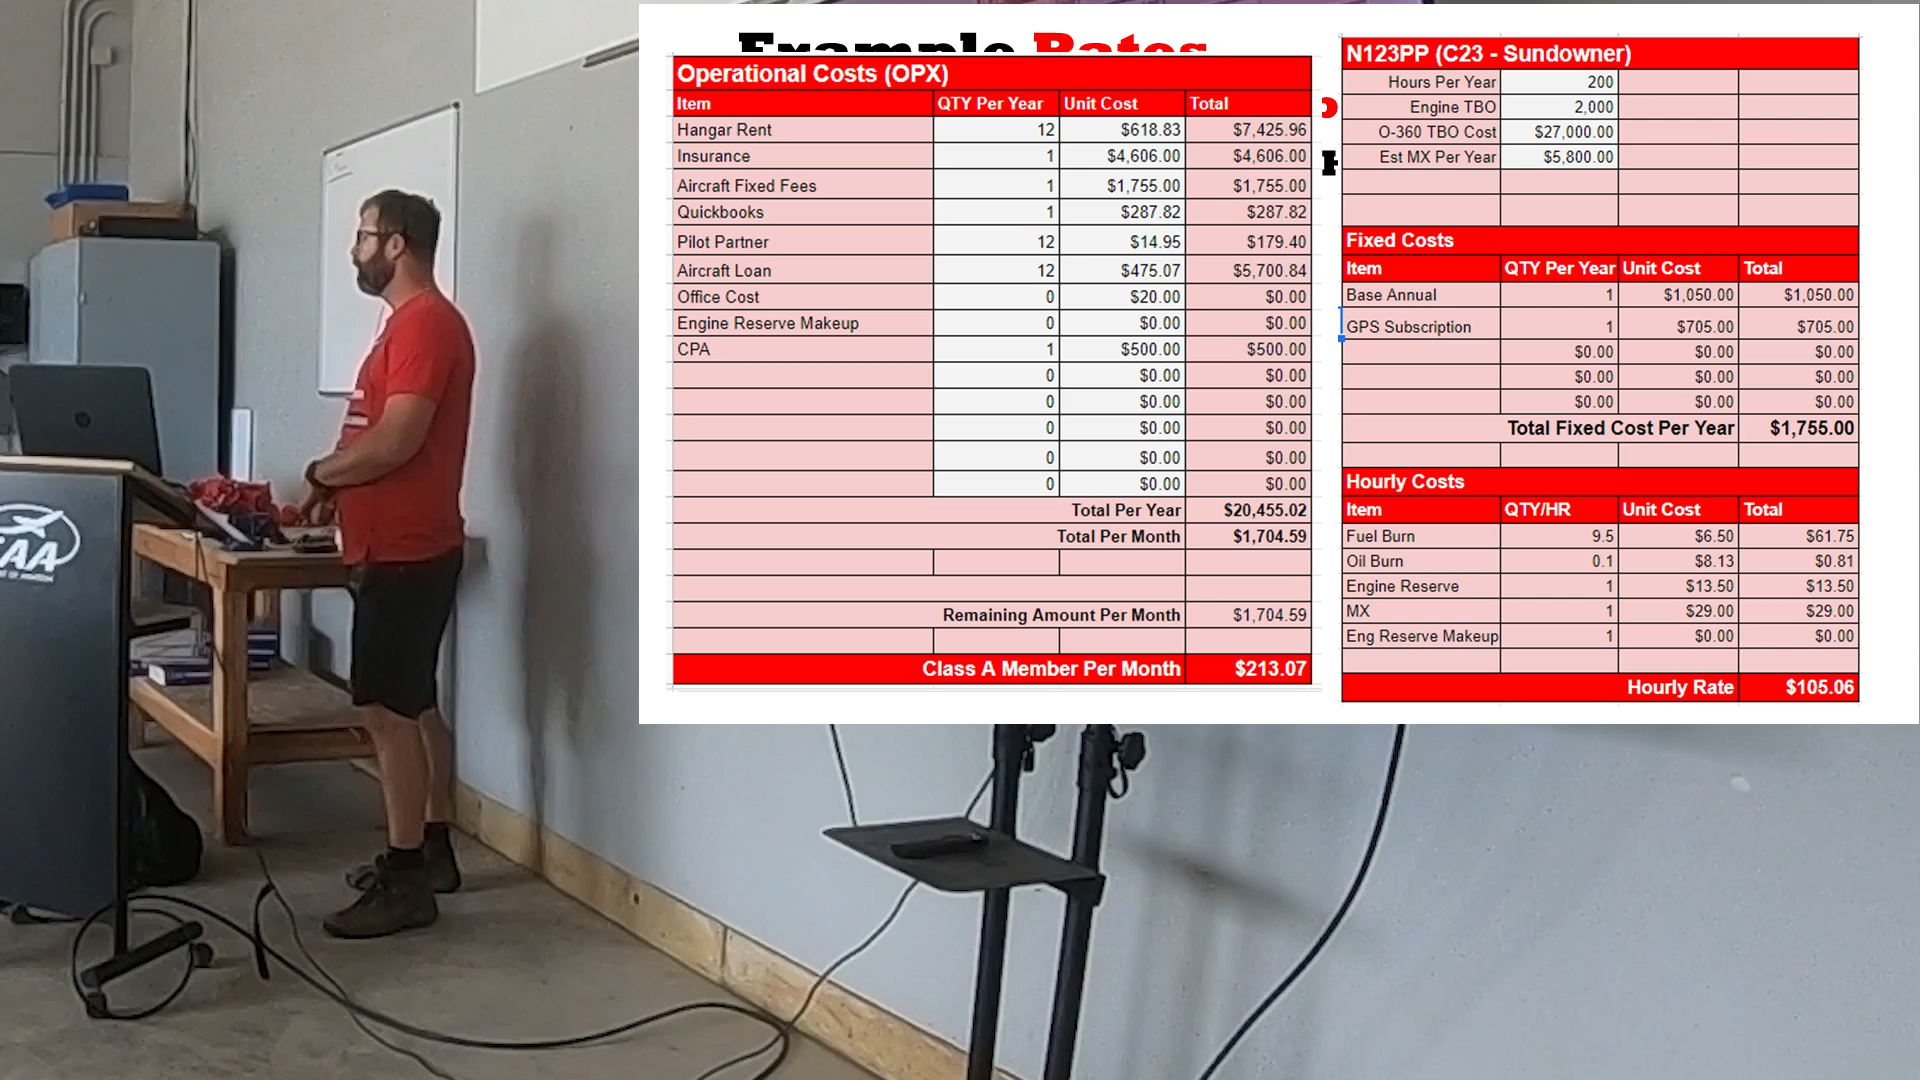 Example Rates
Operational Costs (OPX)
Item QTY Per Year Unit Cost Total
Hangar Rent 12 $618.83 $7,425.96
Insurance 1 $4,606.00 $4,606.00
Aircraft Fixed Fees 1 $1,755.00 $1,755.00
Quickbooks 1 $287.82 $287.82
Pilot Partner 12 $14.95 $179.40
Aircraft Loan 12 $475.07 $5,700.84
Office Cost 0 $20.00 $0.00
Engine Reserve Makeup 0 $0.00 $0.00
CPA 1 $500.00 $500.00
0 $0.00 $0.00
0 $0.00 $0.00
0 $0.00 $0.00
0 $0.00 $0.00
0 $0.00 $0.00
Total Per Year $20,455.02
Total Per Month $1,704.59
Remaining Amount Per Month $1,704.59
Class A Member Per Month $213.07
N123PP (C23 - Sundowner)
Hours Per Year 200
Engine TBO 2,000
O-360 TBO Cost $27,000.00
Est MX Per Year $5,800.00
Fixed Costs
Item QTY Per Year Unit Cost Total
Base Annual 1 $1,050.00 $1,050.00
GPS Subscription 1 $705.00 $705.00
$0.00 $0.00 $0.00
$0.00 $0.00 $0.00
$0.00 $0.00 $0.00
Total Fixed Cost Per Year $1,755.00
Hourly Costs
Item QTY/HR Unit Cost Total
Fuel Burn 9.5 $6.50 $61.75
Oil Burn 0.1 $8.13 $0.81
Engine Reserve 1 $13.50 $13.50
MX 1 $29.00 $29.00
Eng Reserve Makeup 1 $0.00 $0.00
Hourly Rate $105.06